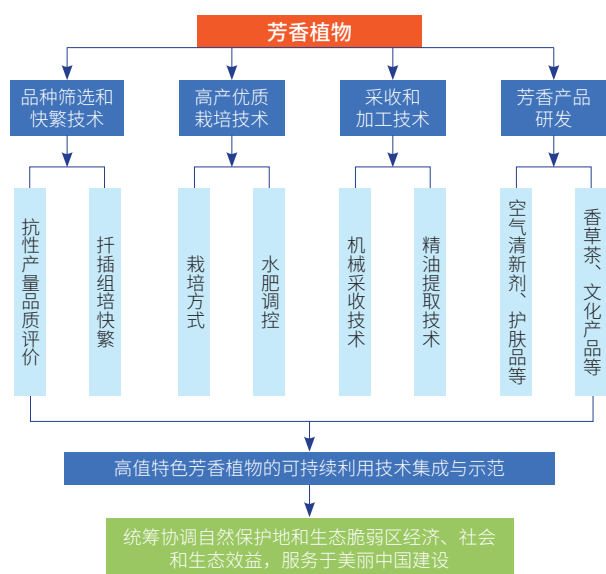 芳香植物
品种筛选和
快繁技术
高产优质
栽培技术
采收和
加工技术
芳香产品
研发
抗性产量品质评价
扦插组培快繁
栽培方式
水肥调控
机械采收技术
精油提取技术
空气清新剂、护肤品等
香草茶、文化产品等
高值特色芳香植物的可持续利用技术集成与示范
统筹协调自然保护地和生态脆弱区经济、社会
和生态效益，服务于美丽中国建设